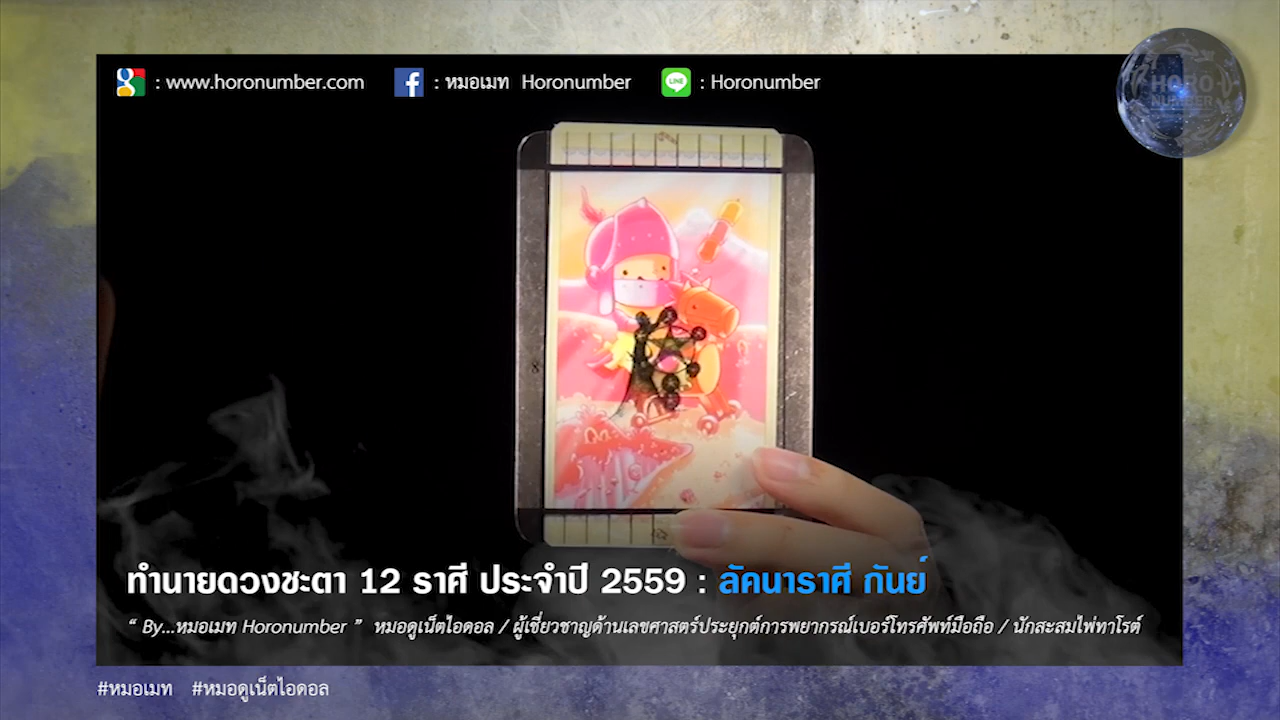 : www.horonumber.com : หมอเมท Horonumber LINE : Horonumber
HORO
NUMBER
ทำนายดวงชะตา 12 ราศี ประจำปี 2559 : ลัคนาราศี กันย์
“ By...หมอเมท Horonumber ” หมอดูเน็ตไอดอล / ผู้เชี่ยวชาญด้านเลขศาสตร์ประยุกต์การพยากรณ์เบอร์โทรศัพท์มือถือ / นักสะสมไพ่ทาโรต์
#หมอเมท #หมอดูเน็ตไอดอล